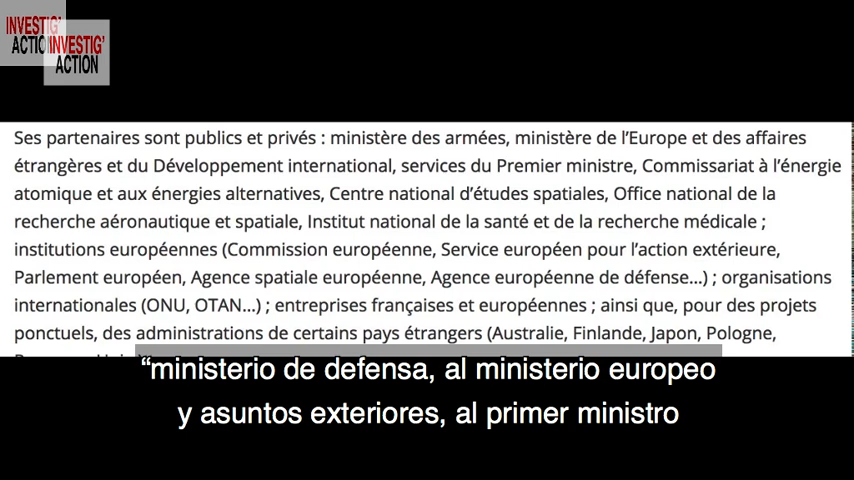 INVESTIG'
ACTION
INVESTIG'
ACTION
Ses partenaires sont publics et privés : ministère des armées, ministère de l'Europe et des affaires
étrangères et du Développement international, services du Premier ministre, Commissariat à l'énergie
atomique et aux énergies alternatives, Centre national d'études spatiales, Office national de la
recherche aéronautique et spatiale, Institut national de la santé et de la recherche médicale ;
institutions européennes (Commission européenne, Service européen pour l'action extérieure,
Parlement européen, Agence spatiale européenne, Agence européenne de défense...) ; organisations
internationales (ONU, OTAN...) ; entreprises françaises et européennes ; ainsi que, pour des projets
ponctuels, des administrations de certains pays étrangers (Australie, Finlande, Japon, Pologne,
“ministerio de defensa, al ministerio europeo
y asuntos exteriores, al primer ministro